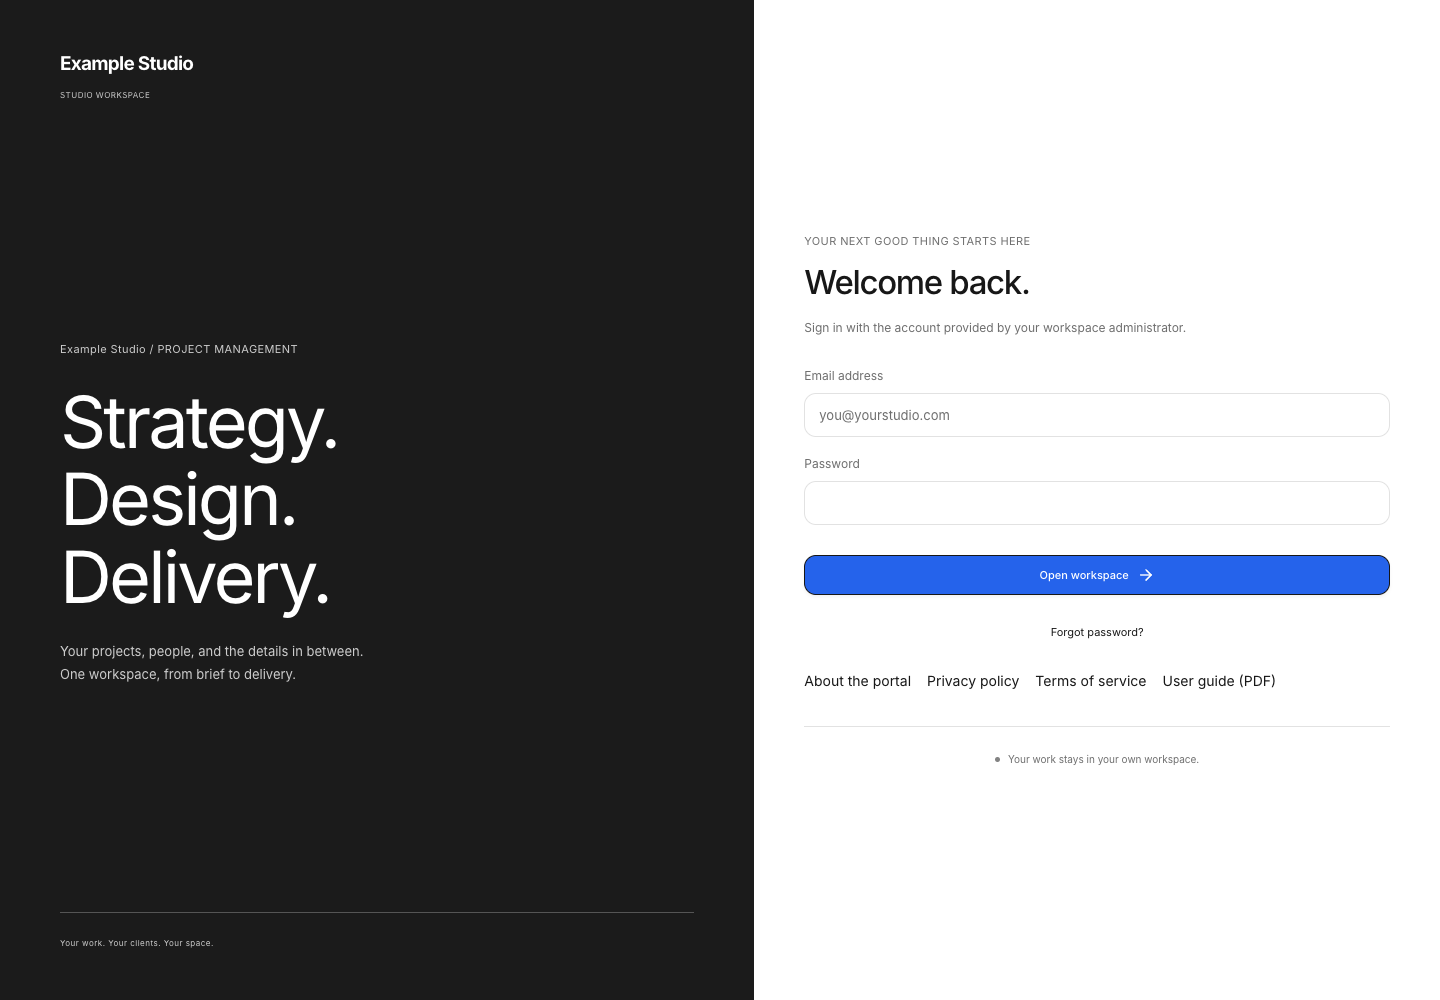 Example Studio
STUDIO WORKSPACE
Example Studio / PROJECT MANAGEMENT
Strategy.
Design.
Delivery.
Your projects, people, and the details in between.
One workspace, from brief to delivery.
Your work. Your clients. Your space.
YOUR NEXT GOOD THING STARTS HERE
Welcome back.
Sign in with the account provided by your workspace administrator.
Email address
you@yourstudio.com
Password
Open workspace
Forgot password?
About the portal Privacy policy Terms of service User guide (PDF)
Your work stays in your own workspace.